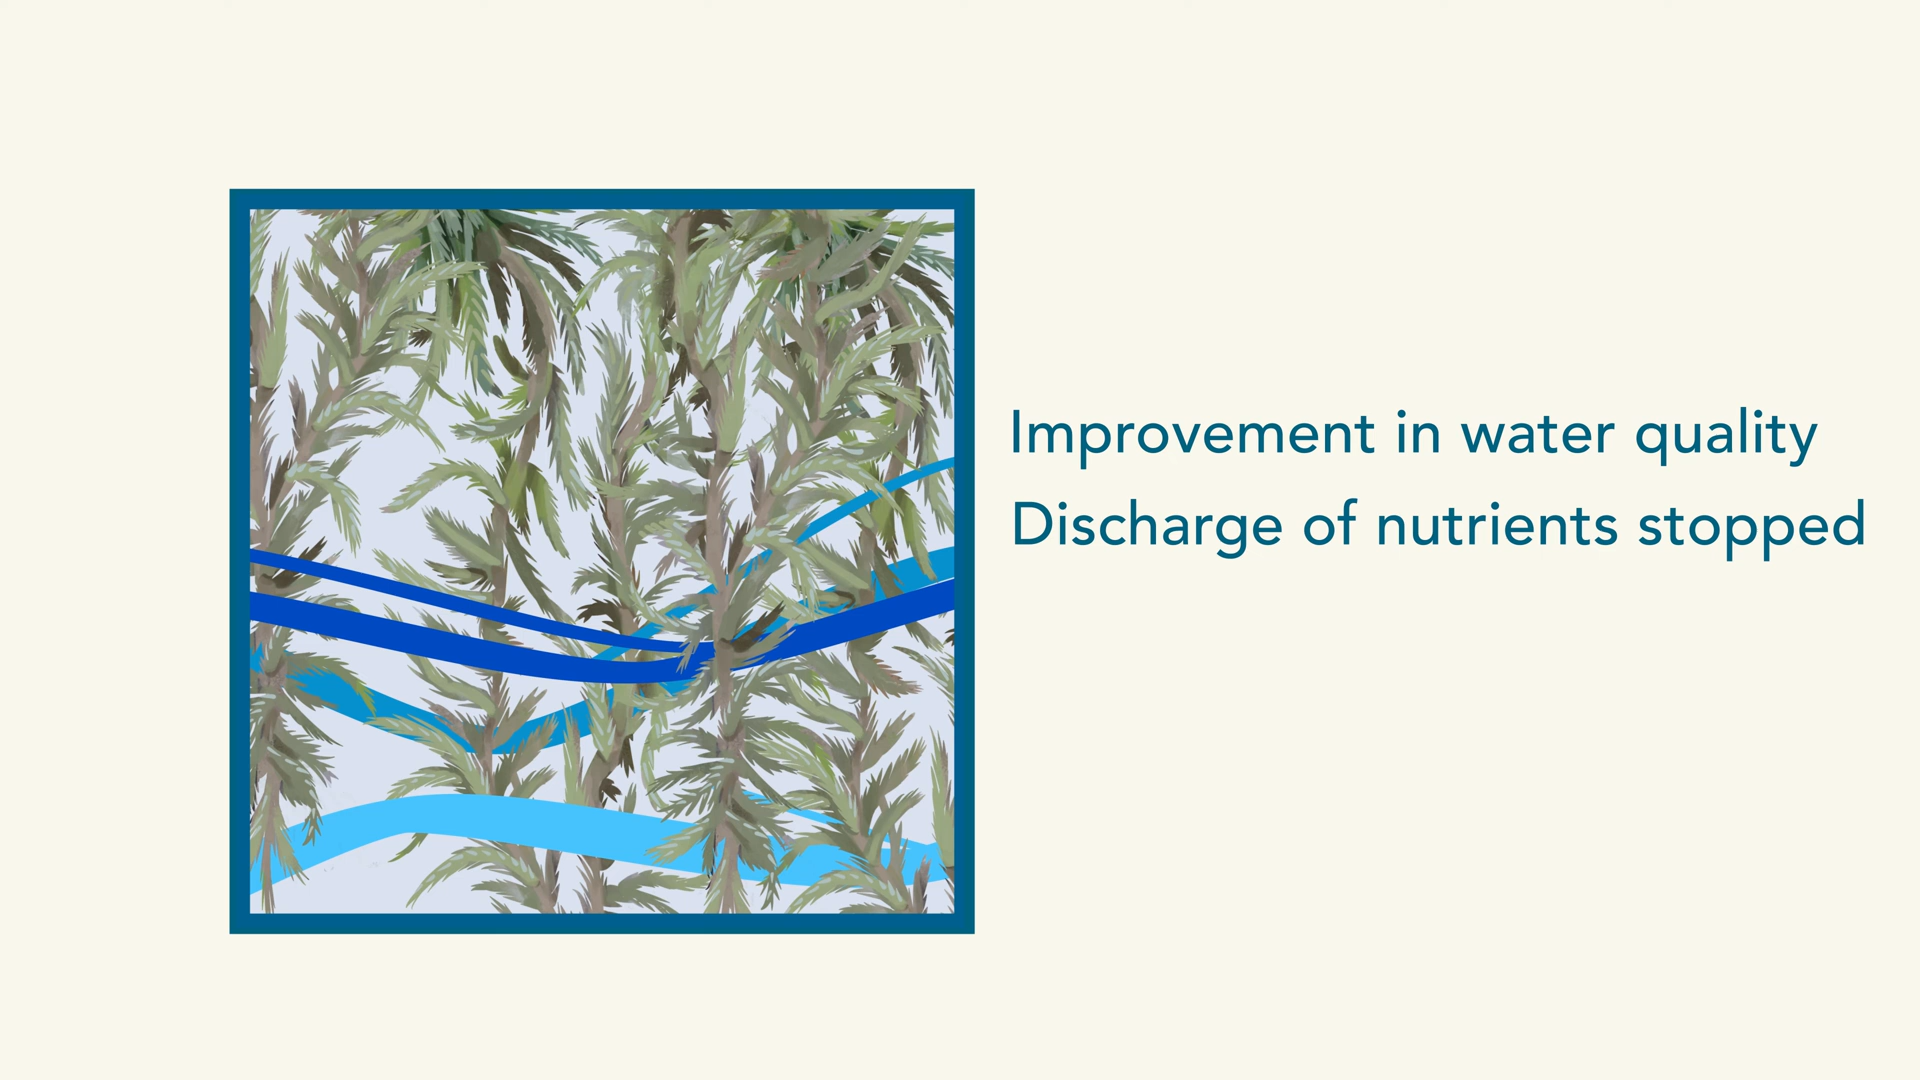 Improvement in water quality
Discharge of nutrients stopped